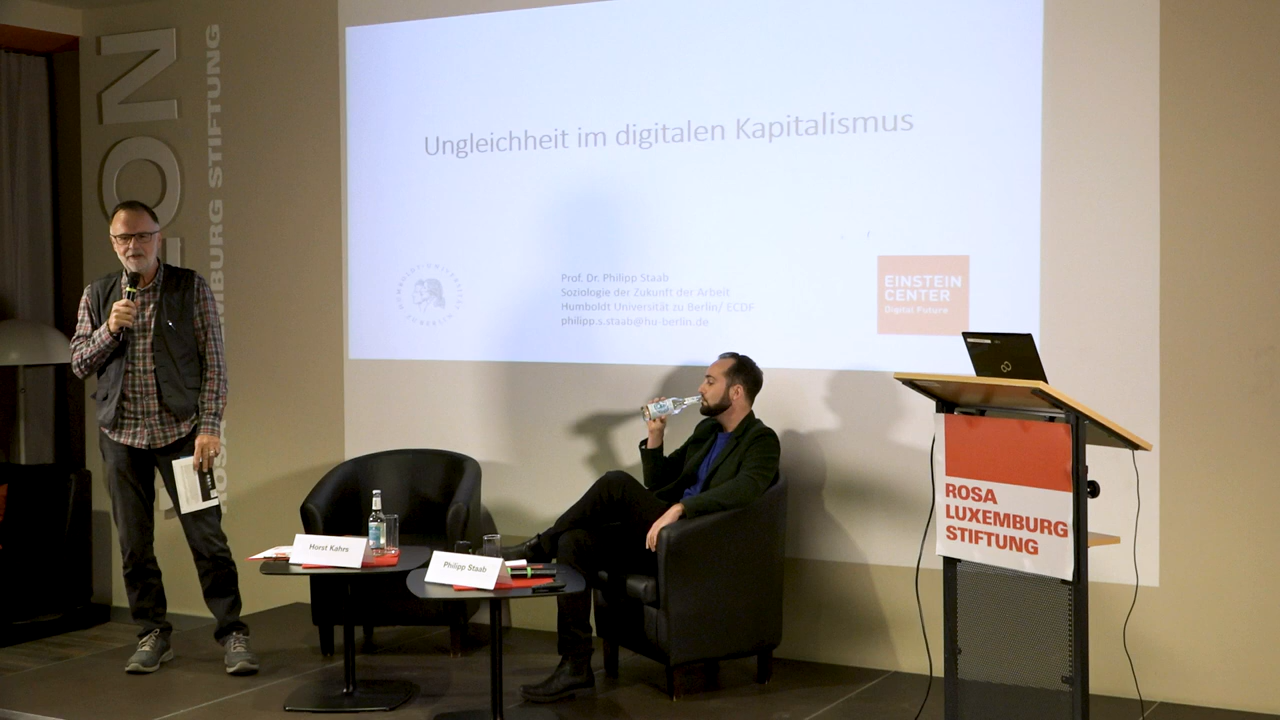 ROSA LUXEMBURG STIFTUNG
Ungleichheit im digitalen Kapitalismus
Prof. Dr. Philipp Staab
Soziologie der Zukunft der Arbeit
Humboldt Universität zu Berlin/ ECDF
philipp.s.staab@hu-berlin.de
EINSTEIN
CENTER
Digital Future
Horst Kahrs
Philipp Staab
ROSA
LUXEMBURG
STIFTUNG